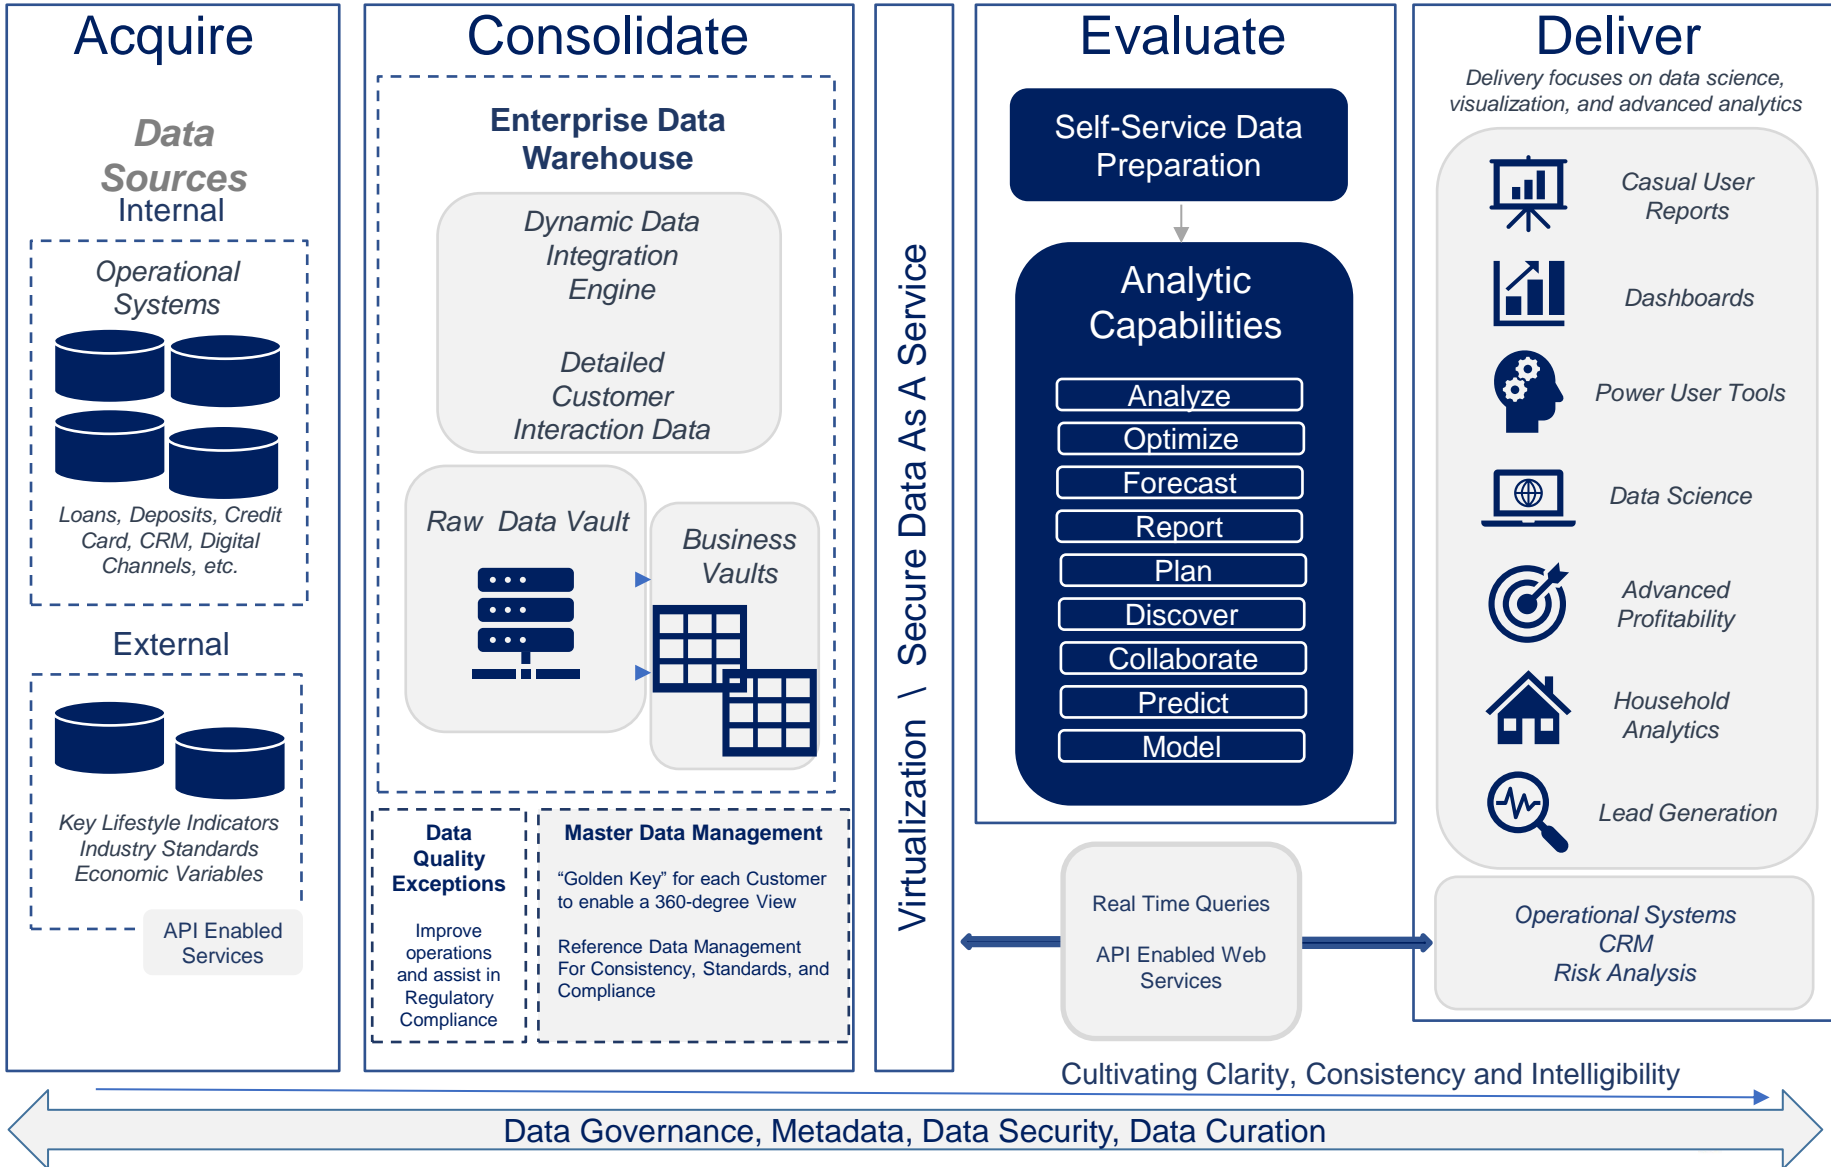 Acquire
Data
Sources
Internal
Operational
Systems
Loans, Deposits, Credit
Card, CRM, Digital
Channels, etc.
External
Key Lifestyle Indicators
Industry Standards
Economic Variables
API Enabled
Services
Consolidate
Enterprise Data
Warehouse
Dynamic Data
Integration
Engine
Detailed
Customer
Interaction Data
Raw Data Vault
Business
Vaults
Data
Quality
Exceptions
Improve
operations
and assist in
Regulatory
Compliance
Master Data Management
“Golden Key” for each Customer
to enable a 360-degree View
Reference Data Management
For Consistency, Standards, and
Compliance
Virtualization \ Secure Data As A Service
Evaluate
Self-Service Data
Preparation
Analytic
Capabilities
Analyze
Optimize
Forecast
Report
Plan
Discover
Collaborate
Predict
Model
Real Time Queries
API Enabled Web
Services
Deliver
Delivery focuses on data science,
visualization, and advanced analytics
Casual User
Reports
Dashboards
Power User Tools
Data Science
Advanced
Profitability
Household
Analytics
Lead Generation
Operational Systems
CRM
Risk Analysis
Cultivating Clarity, Consistency and Intelligibility
Data Governance, Metadata, Data Security, Data Curation